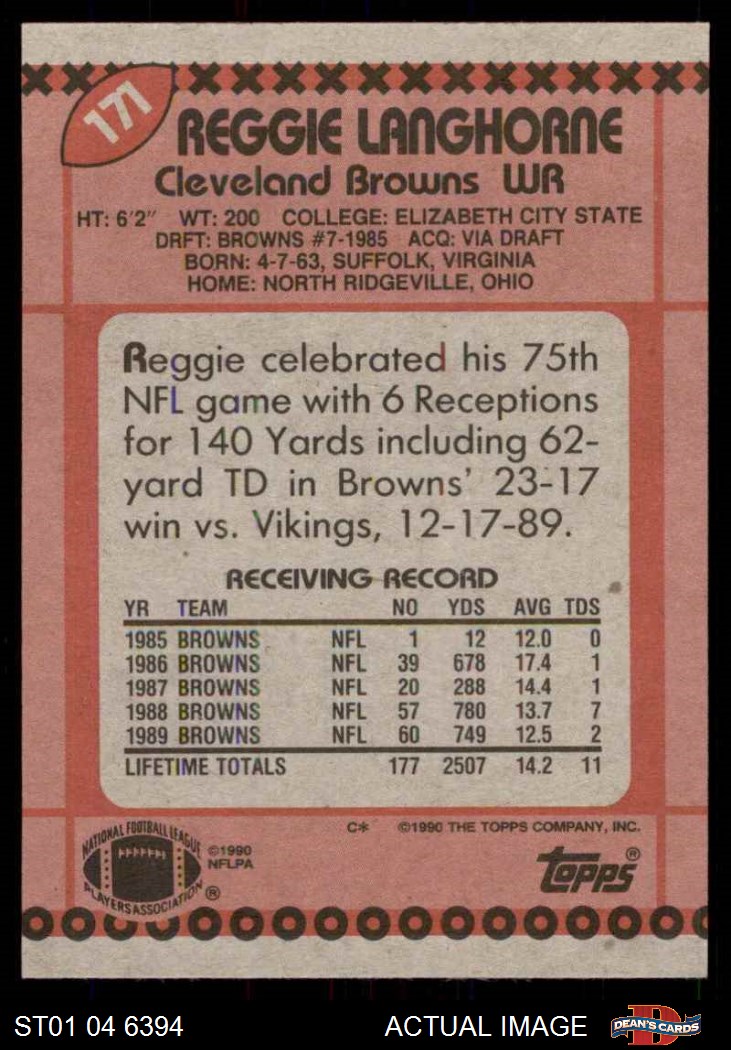 171
REGGIE LANGHORNE
Cleveland Browns WR
HT: 6'2" WT: 200 COLLEGE: ELIZABETH CITY STATE
DRFT: BROWNS #7-1985 ACQ: VIA DRAFT
BORN: 4-7-63, SUFFOLK, VIRGINIA
HOME: NORTH RIDGEVILLE, OHIO
Reggie celebrated his 75th
NFL game with 6 Receptions
for 140 Yards including 62-
yard TD in Browns' 23-17
win vs. Vikings, 12-17-89.
RECEIVING RECORD
YR TEAM NO YDS AVG TDS
1985 BROWNS NFL 1 12 12.0 0
1986 BROWNS NFL 39 678 17.4 1
1987 BROWNS NFL 20 288 14.4 1
1988 BROWNS NFL 57 780 13.7 7
1989 BROWNS NFL 60 749 12.5 2
LIFETIME TOTALS 177 2507 14.2 11
C* ©1990 THE TOPPS COMPANY, INC.
NATIONAL FOOTBALL LEAGUE
PLAYERS ASSOCIATION ®
©1990
NFLPA
topps®
ST01 04 6394 ACTUAL IMAGE
D
DEAN'S CARDS